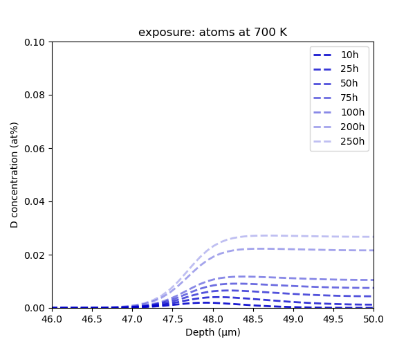 exposure: atoms at 700 K
D concentration (at%)
0.10
0.08
0.06
0.04
0.02
0.00
10h
25h
50h
75h
100h
200h
250h
46.0 46.5 47.0 47.5 48.0 48.5 49.0 49.5 50.0
Depth (μm)